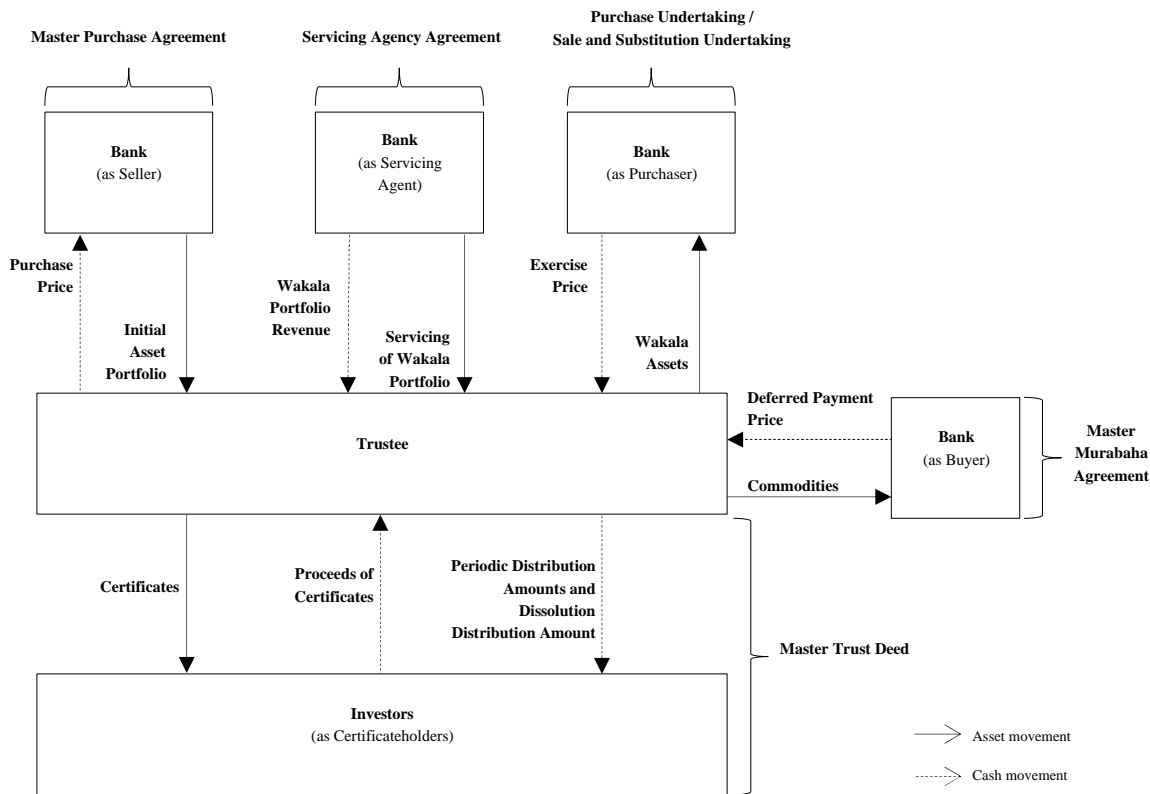 Master Purchase Agreement
Servicing Agency Agreement
Purchase Undertaking /
Sale and Substitution Undertaking
Bank
(as Seller)
Bank
(as Servicing
Agent)
Bank
(as Purchaser)
Purchase
Price
Initial
Asset
Portfolio
Wakala
Portfolio
Revenue
Servicing
of Wakala
Portfolio
Exercise
Price
Wakala
Assets
Trustee
Deferred Payment
Price
Commodities
Bank
(as Buyer)
Master
Murabaha
Agreement
Certificates
Proceeds of
Certificates
Periodic Distribution
Amounts and
Dissolution
Distribution Amount
Master Trust Deed
Investors
(as Certificateholders)
Asset movement
Cash movement